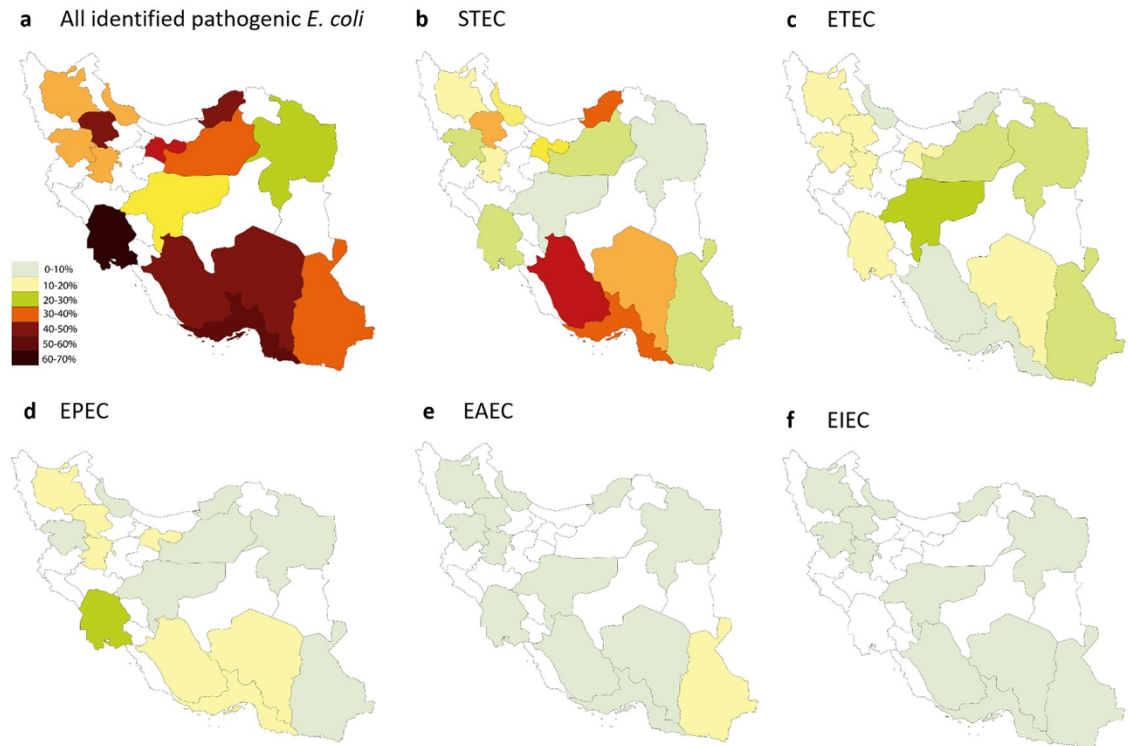 a All identified pathogenic E. coli
b STEC
c ETEC
0-10%
10-20%
20-30%
30-40%
40-50%
50-60%
60-70%
d EPEC
e EAEC
f EIEC